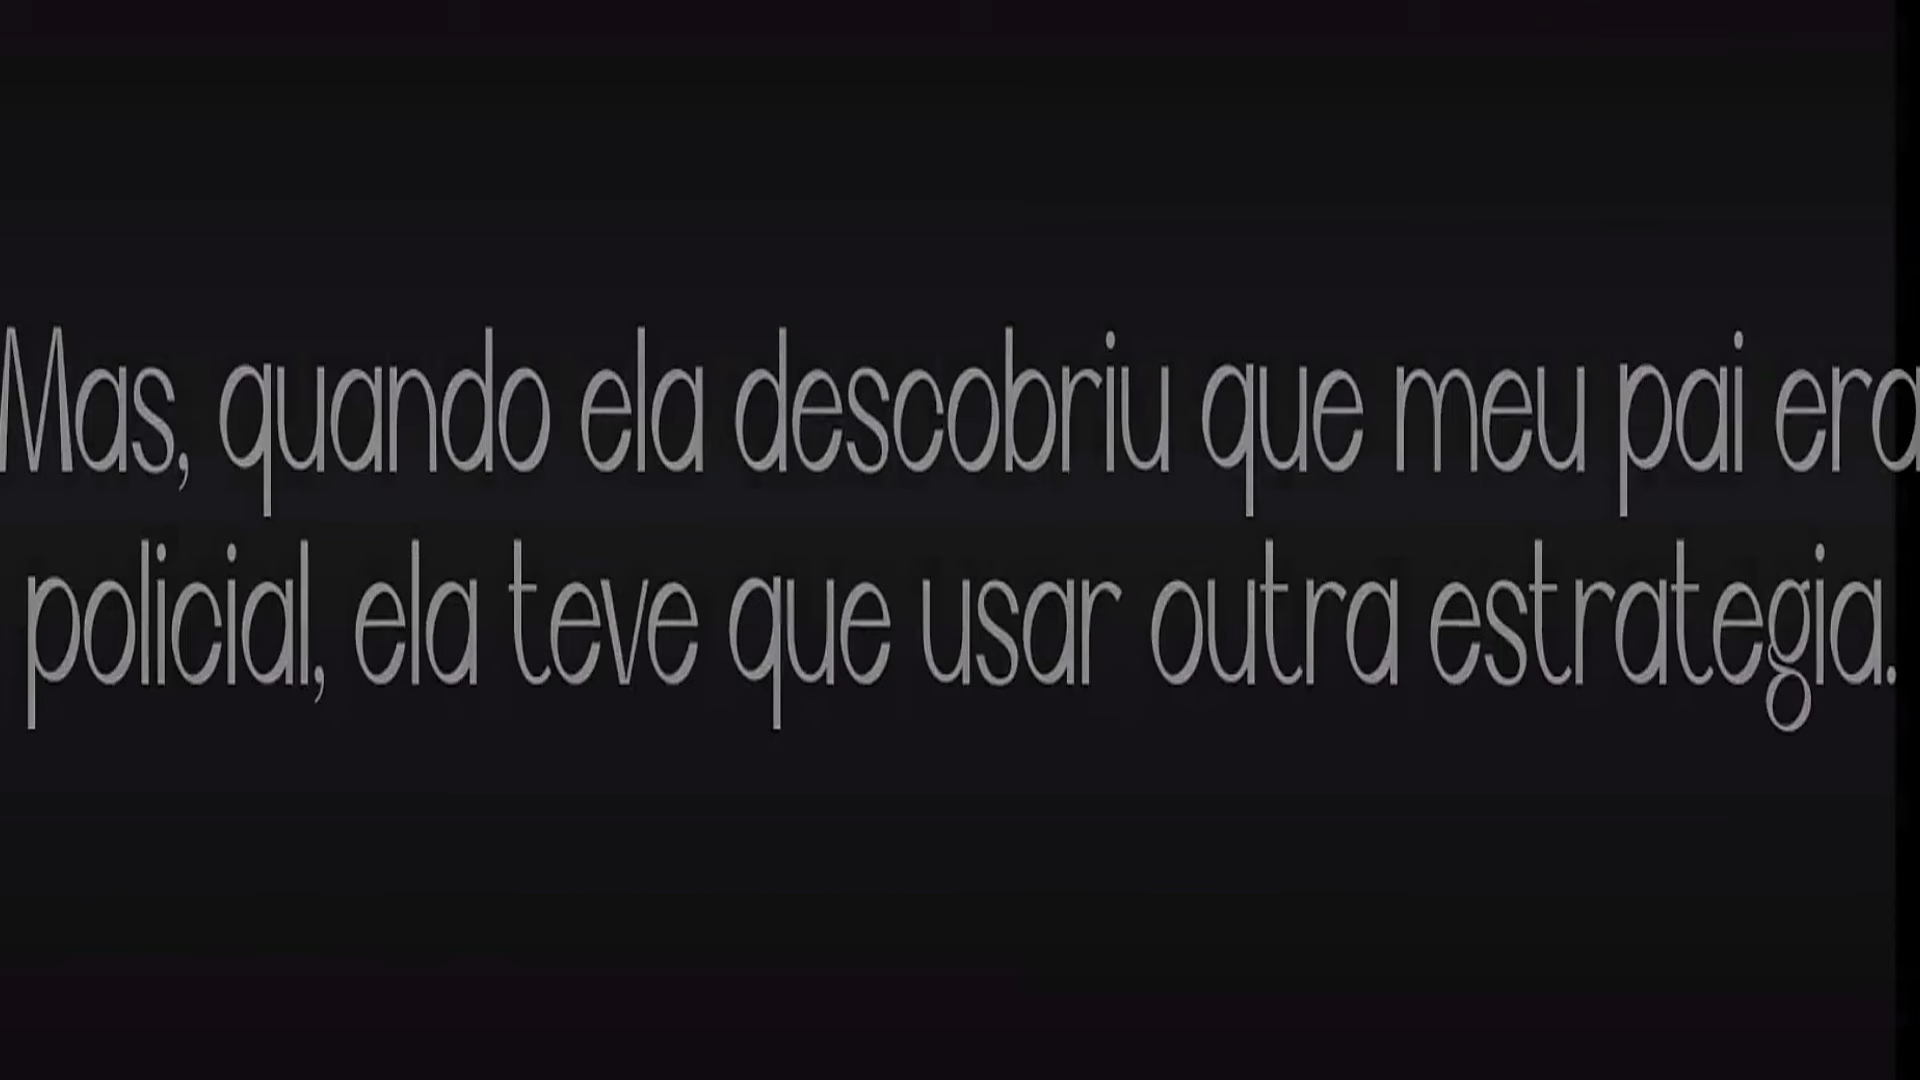 Mas, quando ela descobriu que meu pai era
policial, ela teve que usar outra estrategia.